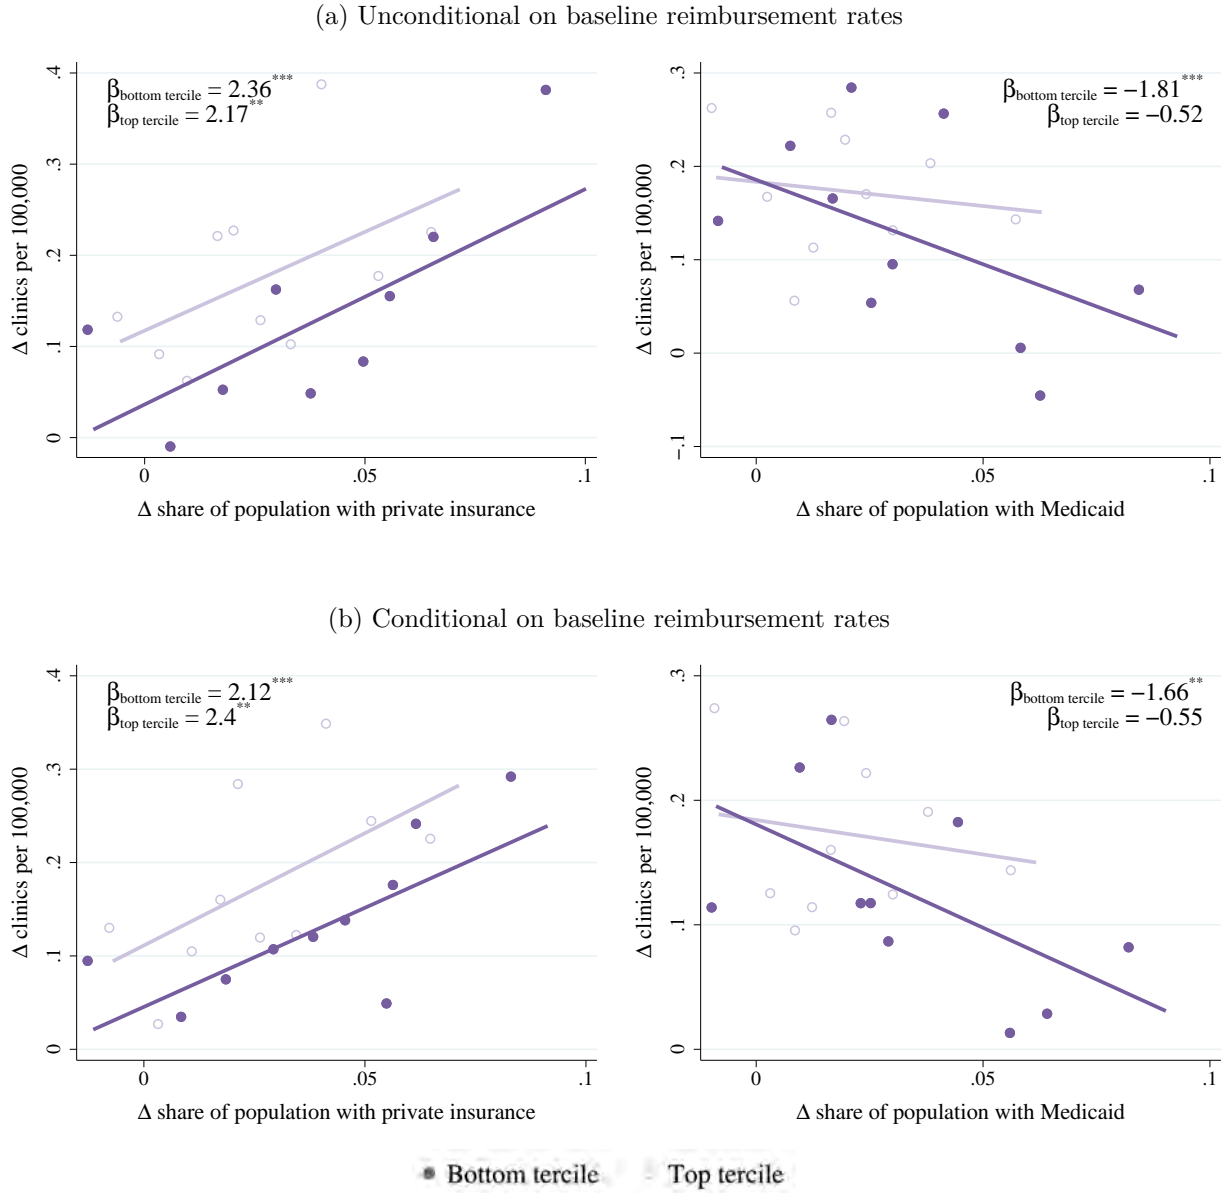 (a) Unconditional on baseline reimbursement rates
βbottom tercile = 2.36***
βtop tercile = 2.17**
Δ clinics per 100,000
.4
.3
.2
.1
0
0 .05 .1
Δ share of population with private insurance
βbottom tercile = −1.81***
βtop tercile = −0.52
Δ clinics per 100,000
.3
.2
.1
0
−.1
0 .05 .1
Δ share of population with Medicaid
(b) Conditional on baseline reimbursement rates
βbottom tercile = 2.12***
βtop tercile = 2.4**
Δ clinics per 100,000
.4
.3
.2
.1
0
0 .05 .1
Δ share of population with private insurance
βbottom tercile = −1.66**
βtop tercile = −0.55
Δ clinics per 100,000
.3
.2
.1
0
0 .05 .1
Δ share of population with Medicaid
Bottom tercile Top tercile